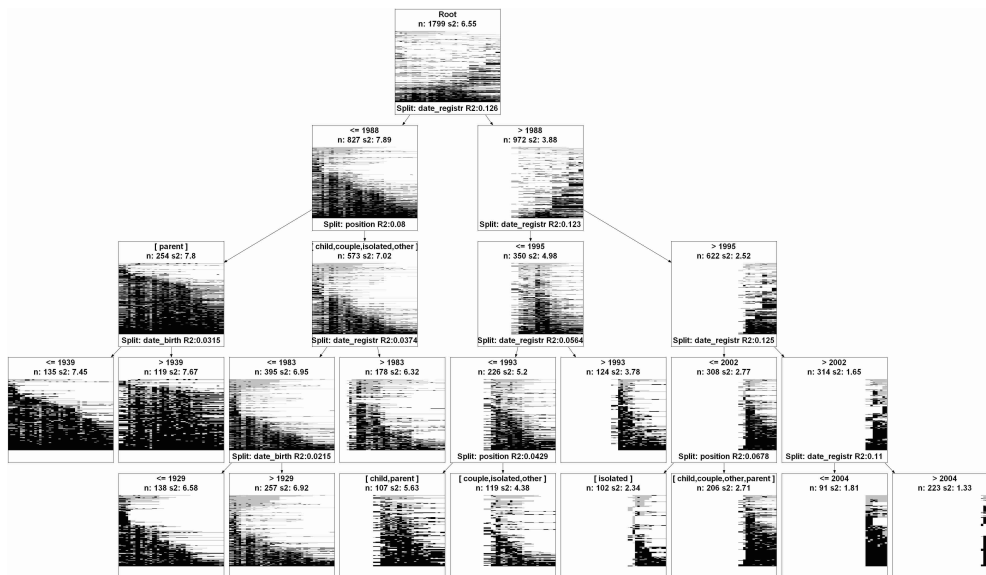 Root
n: 1799 s2: 6.55
Split: date_registr R2:0.126
<= 1988
n: 827 s2: 7.89
Split: position R2:0.08
> 1988
n: 972 s2: 3.88
Split: date_registr R2:0.123
[ parent ]
n: 254 s2: 7.8
Split: date_birth R2:0.0315
[ child,couple,isolated,other ]
n: 573 s2: 7.02
Split: date_registr R2:0.0374
<= 1995
n: 350 s2: 4.98
Split: date_registr R2:0.0564
> 1995
n: 622 s2: 2.52
Split: date_registr R2:0.125
<= 1939
n: 135 s2: 7.45
> 1939
n: 119 s2: 7.67
<= 1983
n: 395 s2: 6.95
Split: date_birth R2:0.0215
> 1983
n: 178 s2: 6.32
<= 1993
n: 226 s2: 5.2
Split: position R2:0.0429
> 1993
n: 124 s2: 3.78
<= 2002
n: 308 s2: 2.77
Split: position R2:0.0678
> 2002
n: 314 s2: 1.65
Split: date_registr R2:0.11
<= 1929
n: 138 s2: 6.58
> 1929
n: 257 s2: 6.92
[ child,parent ]
n: 107 s2: 5.63
[ couple,isolated,other ]
n: 119 s2: 4.38
[ isolated ]
n: 102 s2: 2.34
[ child,couple,other,parent ]
n: 206 s2: 2.71
<= 2004
n: 91 s2: 1.81
> 2004
n: 223 s2: 1.33